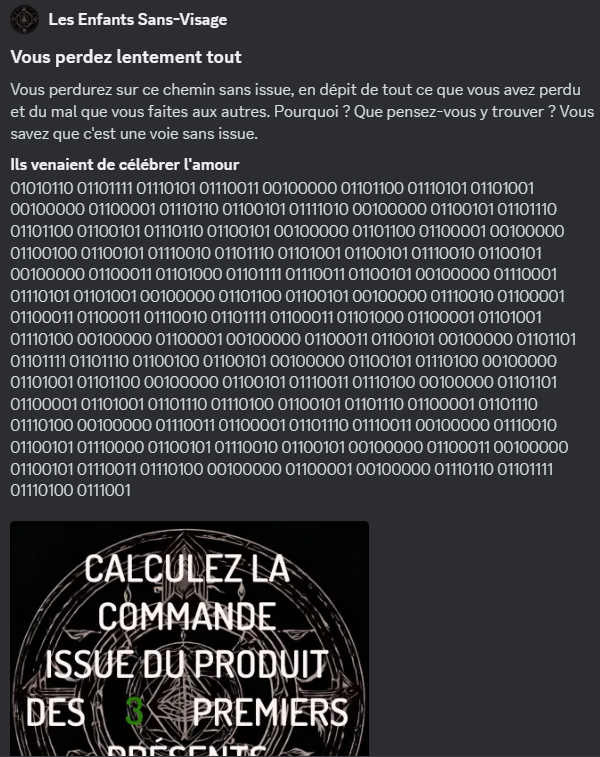 Les Enfants Sans-Visage
Vous perdez lentement tout
Vous perdurez sur ce chemin sans issue, en dépit de tout ce que vous avez perdu
et du mal que vous faites aux autres. Pourquoi ? Que pensez-vous y trouver ? Vous
savez que c'est une voie sans issue.
Ils venaient de célébrer l'amour
01010110 01101111 01110101 01110011 00100000 01101100 01110101 01101001
00100000 01100001 01110110 01100101 01111010 00100000 01100101 01101110
01101100 01100101 01110110 01100101 00100000 01101100 01100001 00100000
01100100 01100101 01110010 01101110 01101001 01100101 01110010 01100101
00100000 01100011 01101000 01101111 01110011 01100101 00100000 01110001
01110101 01101001 00100000 01101100 01100101 00100000 01110010 01100001
01100011 01100011 01110010 01101111 01100011 01101000 01100001 01101001
01110100 00100000 01100001 00100000 01100011 01100101 00100000 01101101
01101111 01101110 01100100 01100101 00100000 01100101 01110100 00100000
01101001 01101100 00100000 01100101 01110011 01110100 00100000 01101101
01100001 01101001 01101110 01110100 01100101 01101110 01100001 01101110
01110100 00100000 01110011 01100001 01101110 01110011 00100000 01110010
01100101 01110000 01100101 01110010 01100101 00100000 01100011 00100000
01100101 01110011 01110100 00100000 01100001 00100000 01110110 01101111
01110100 0111001
CALCULEZ LA
COMMANDE
ISSUE DU PRODUIT
DES 3 PREMIERS
PRÉSENTS